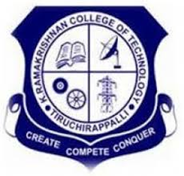 K.RAMAKRISHNAN COLLEGE OF TECHNOLOGY
TIRUCHIRAPPALLI
CREATE COMPETE CONQUER